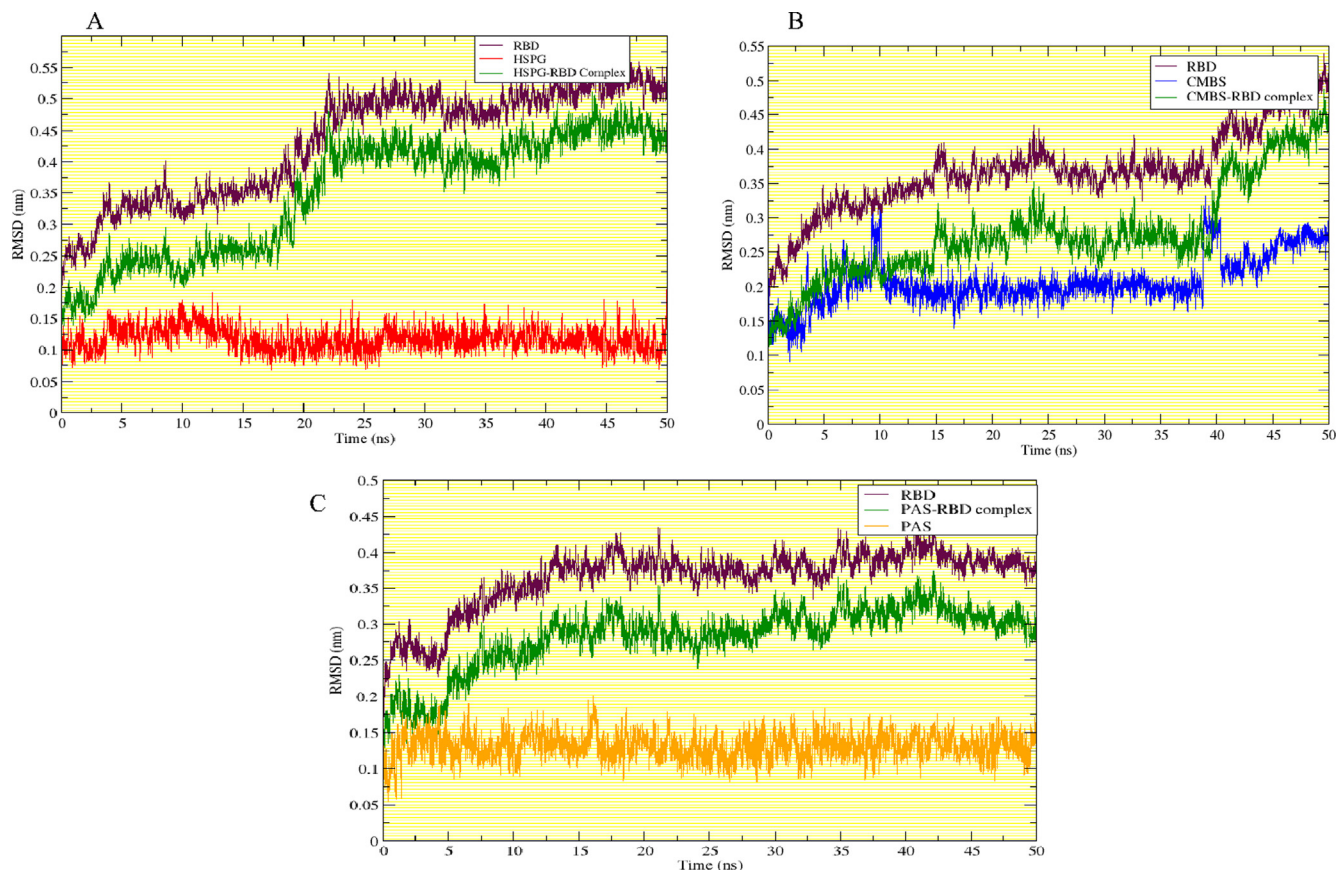 A
RBD
HSPG
HSPG-RBD Complex
RMSD (nm)
0.55
0.5
0.45
0.4
0.35
0.3
0.25
0.2
0.15
0.1
0.05
0
0 5 10 15 20 25 30 35 40 45 50
Time (ns)
B
RBD
CMBS
CMBS-RBD complex
RMSD (nm)
0.55
0.5
0.45
0.4
0.35
0.3
0.25
0.2
0.15
0.1
0.05
0
0 5 10 15 20 25 30 35 40 45 50
Time (ns)
C
RBD
PAS-RBD complex
PAS
RMSD (nm)
0.5
0.45
0.4
0.35
0.3
0.25
0.2
0.15
0.1
0.05
0
0 5 10 15 20 25 30 35 40 45 50
Time (ns)